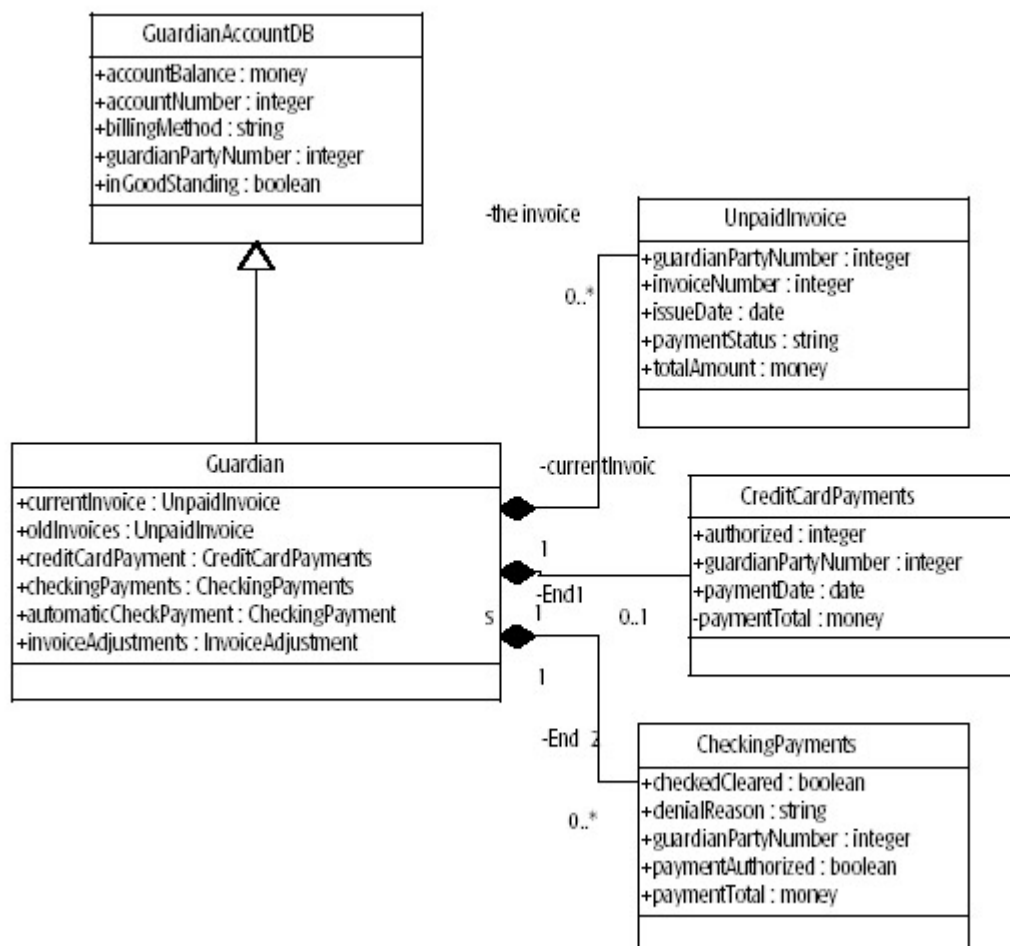 GuardianAccountDB
+accountBalance : money
+accountNumber : integer
+billingMethod : string
+guardianPartyNumber : integer
+inGoodStanding : boolean
-the invoice
0..*
UnpaidInvoice
+guardianPartyNumber : integer
+invoiceNumber : integer
+issueDate : date
+paymentStatus : string
+totalAmount : money
Guardian
+currentInvoice : UnpaidInvoice
+oldInvoices : UnpaidInvoice
+creditCardPayment : CreditCardPayments
+checkingPayments : CheckingPayments
+automaticCheckPayment : CheckingPayment
+invoiceAdjustments : InvoiceAdjustment
-currentInvoic
1
-End1
s
1
0..1
1
-End 2
0..*
CreditCardPayments
+authorized : integer
+guardianPartyNumber : integer
+paymentDate : date
-paymentTotal : money
CheckingPayments
+checkedCleared : boolean
+denialReason : string
+guardianPartyNumber : integer
+paymentAuthorized : boolean
+paymentTotal : money